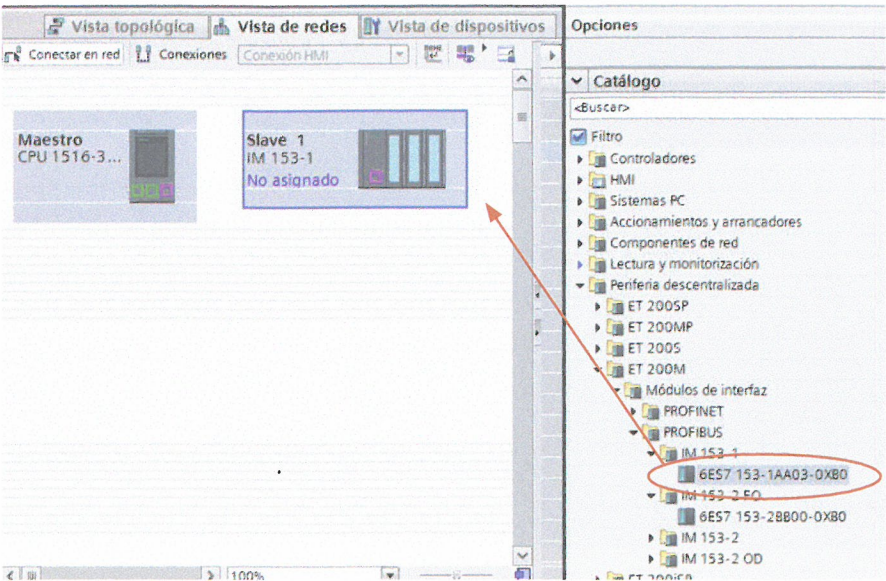 Vista topológica Vista de redes Vista de dispositivos
Conectar en red Conexiones Conexión HMI
Maestro
CPU 1516-3...
Slave 1
IM 153-1
No asignado
100%
Opciones
Catálogo
<Buscar>
Filtro
Controladores
HMI
Sistemas PC
Accionamientos y arrancadores
Componentes de red
Lectura y monitorización
Periferia descentralizada
ET 200SP
ET 200MP
ET 200S
ET 200M
Módulos de interfaz
PROFINET
PROFIBUS
IM 153-1
6ES7 153-1AA03-0XB0
IM 153-2 FO
6ES7 153-2BB00-0XB0
IM 153-2
IM 153-2 OD
ET 200iSP